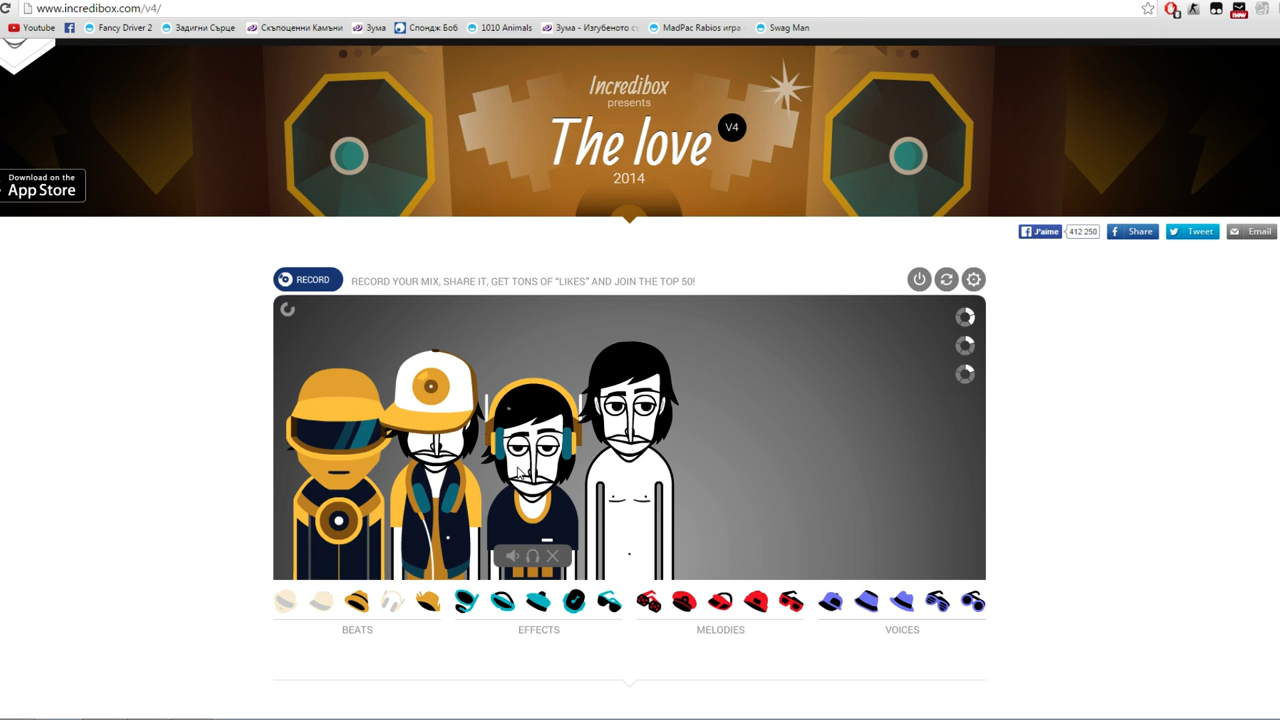 www.incredibox.com/v4/
Youtube Fancy Driver 2 Задигни Сърце Скъпоценни Камъни Зума Спондж Боб 1010 Animals Зума - Изгубеното MadPac Rabios игра Swag Man
new
Incredibox
presents
The love V4
2014
Download on the
App Store
J'aime 412 250 Share Tweet Email
RECORD RECORD YOUR MIX, SHARE IT, GET TONS OF “LIKES” AND JOIN THE TOP 50!
BEATS EFFECTS MELODIES VOICES